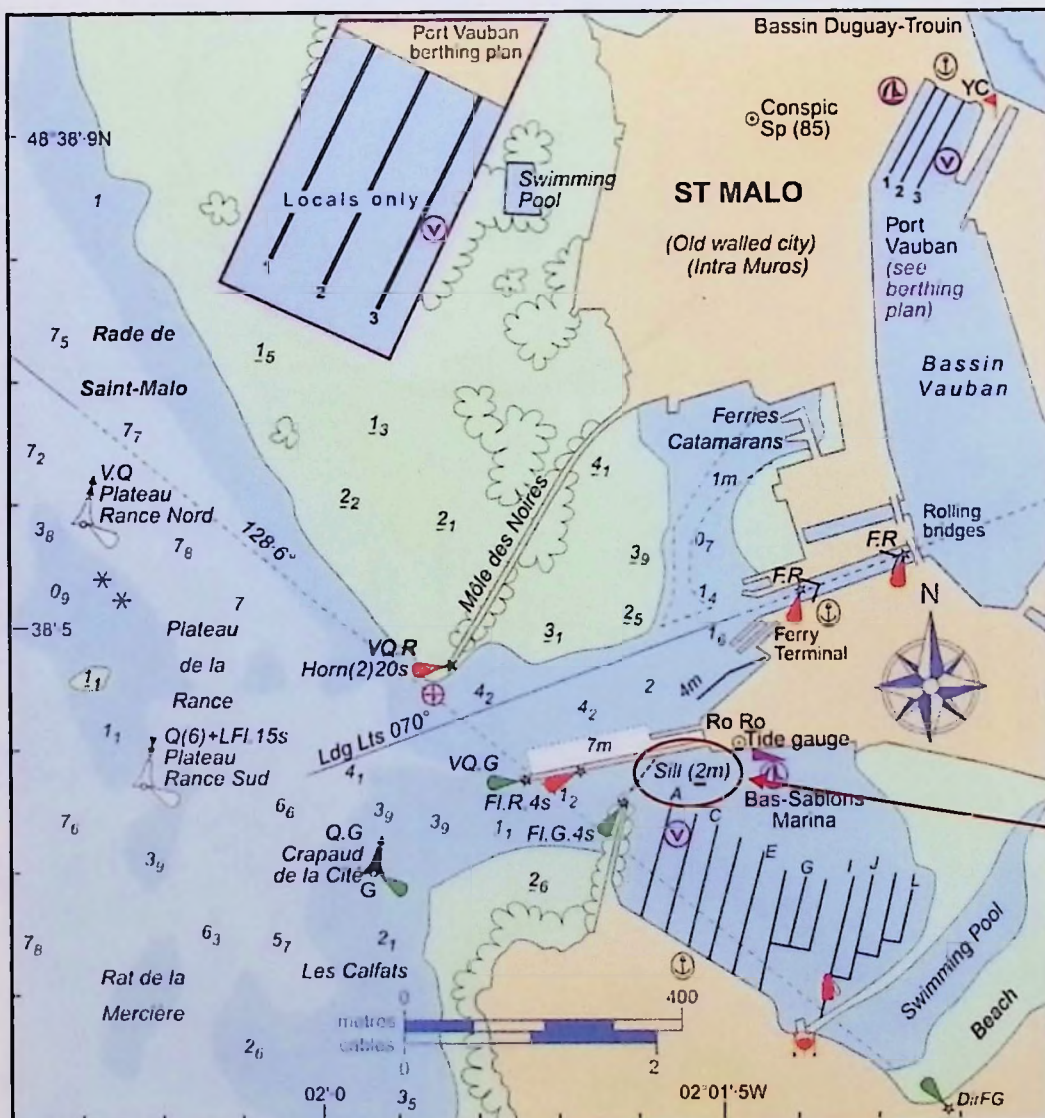 Port Vauban
berthing plan
Bassin Duguay-Trouin
YC
Conspic
Sp (85)
48°38'·9N
Locals only
V
1
2
3
Swimming
Pool
ST MALO
(Old walled city)
(Intra Muros)
V
1
2
3
Port
Vauban
(see
berthing
plan)
1
7₅
Rade de
Saint-Malo
7₇
7₂
1₅
1₃
2₂
2₁
4₁
Bassin
Vauban
Ferries
Catamarans
1m
V.Q
Plateau
Rance Nord
3₈
7₈
128·6°
Môle des Noires
3₉
0₇
Rolling
bridges
F.R
F.R
0₉
38'·5
7
Plateau
de la
Rance
2₅
3₁
1₄
1₆
N
Ferry
Terminal
VQ.R
Horn(2)20s
1₁
1₁
4₂
2
4m
4₂
Ldg Lts 070°
Q(6)+LFl.15s
Plateau
Rance Sud
4₁
7m
Ro Ro
Tide gauge
VQ.G
Sill (2m)
Fl.R.4s
1₂
Fl.G.4s
Bas-Sablons
Marina
7₆
6₆
3₉
3₉
1₁
Q.G
Crapaud
de la Cité
G
3₉
A
C
E
G
I
J
L
V
2₆
7₈
6₃
5₇
2₁
Les Calfats
Rat de la
Mercière
0
400
metres
cables
0
2
Swimming Pool
Beach
2₆
02°·0
3₅
02°01'·5W
DirFG